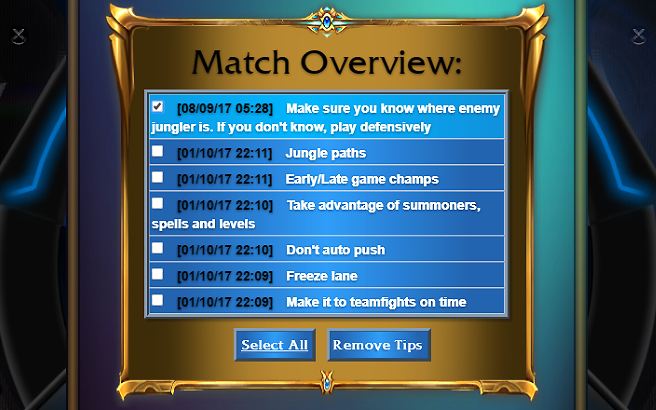 Match Overview:
[08/09/17 05:28] Make sure you know where enemy
jungler is. If you don't know, play defensively
[01/10/17 22:11] Jungle paths
[01/10/17 22:11] Early/Late game champs
[01/10/17 22:10] Take advantage of summoners,
spells and levels
[01/10/17 22:10] Don't auto push
[01/10/17 22:09] Freeze lane
[01/10/17 22:09] Make it to teamfights on time
Select All Remove Tips